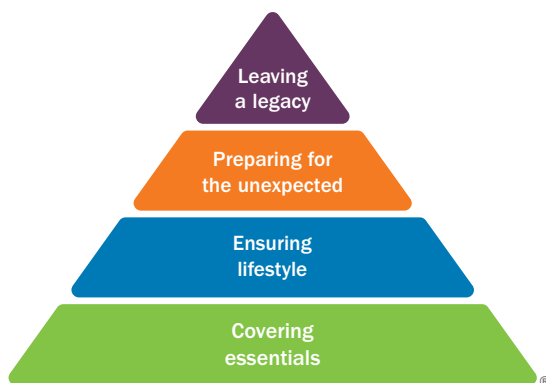 Leaving
a legacy
Preparing for
the unexpected
Ensuring
lifestyle
Covering
essentials
®